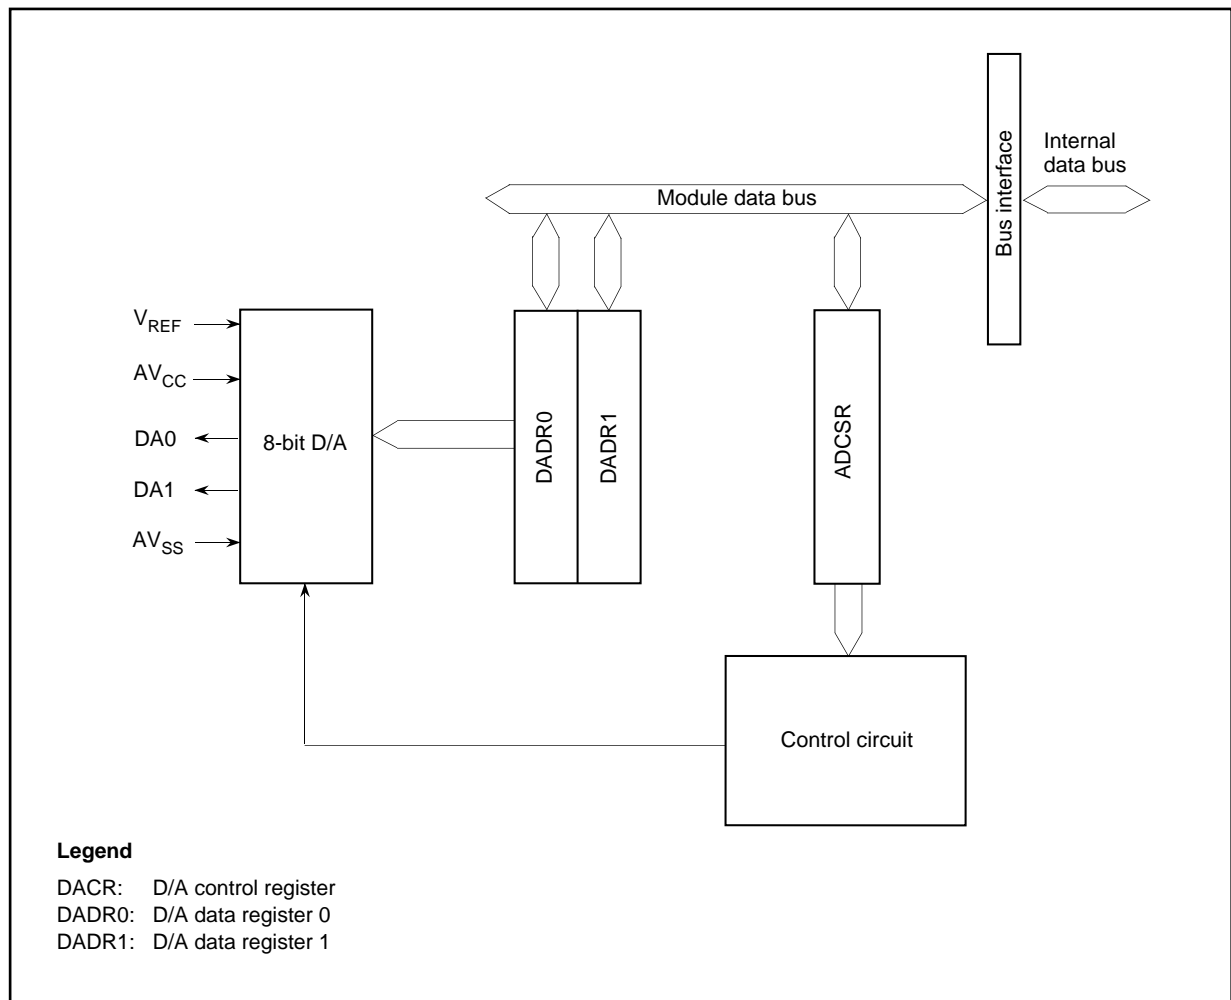 Internal
data bus
Bus interface
Module data bus
VREF
AVCC
DA0
DA1
AVSS
8-bit D/A
DADR0
DADR1
ADCSR
Control circuit
Legend
DACR: D/A control register
DADR0: D/A data register 0
DADR1: D/A data register 1